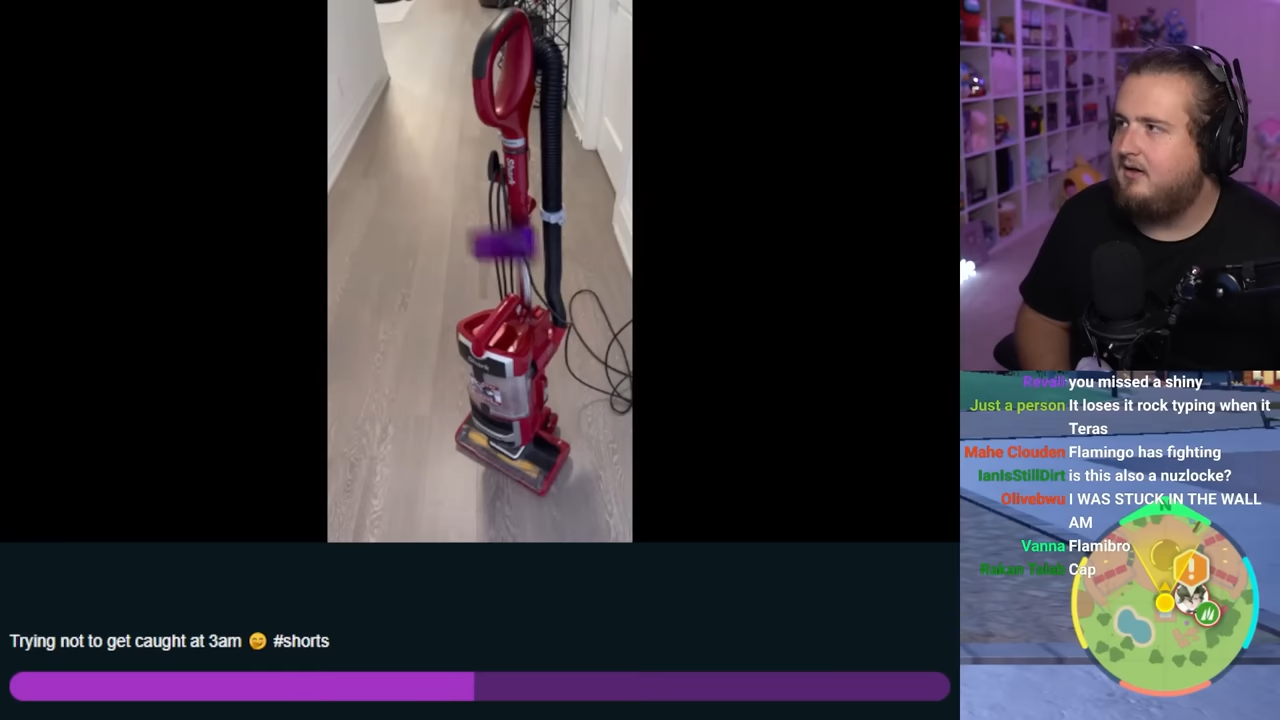 Shark
you missed a shiny
Just a person It loses it rock typing when it
Teras
Mahe Clouden Flamingo has fighting
IanIsStillDirt is this also a nuzlocke?
Olivebwu I WAS STUCK IN THE WALL
AM
Vanna Flamibro
Cap
N
Trying not to get caught at 3am 😊 #shorts